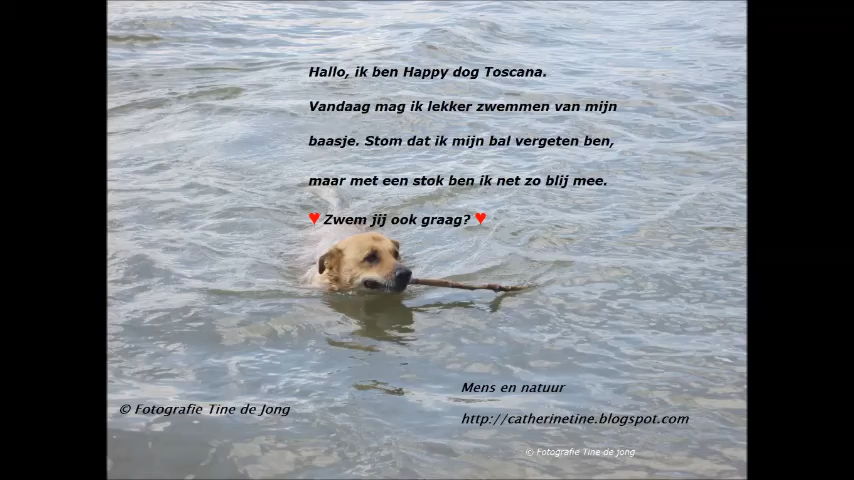 Hallo, ik ben Happy dog Toscana.
Vandaag mag ik lekker zwemmen van mijn
baasje. Stom dat ik mijn bal vergeten ben,
maar met een stok ben ik net zo blij mee.
♥ Zwem jij ook graag? ♥
Mens en natuur
© Fotografie Tine de Jong
http://catherinetine.blogspot.com
© Fotografie Tine de jong